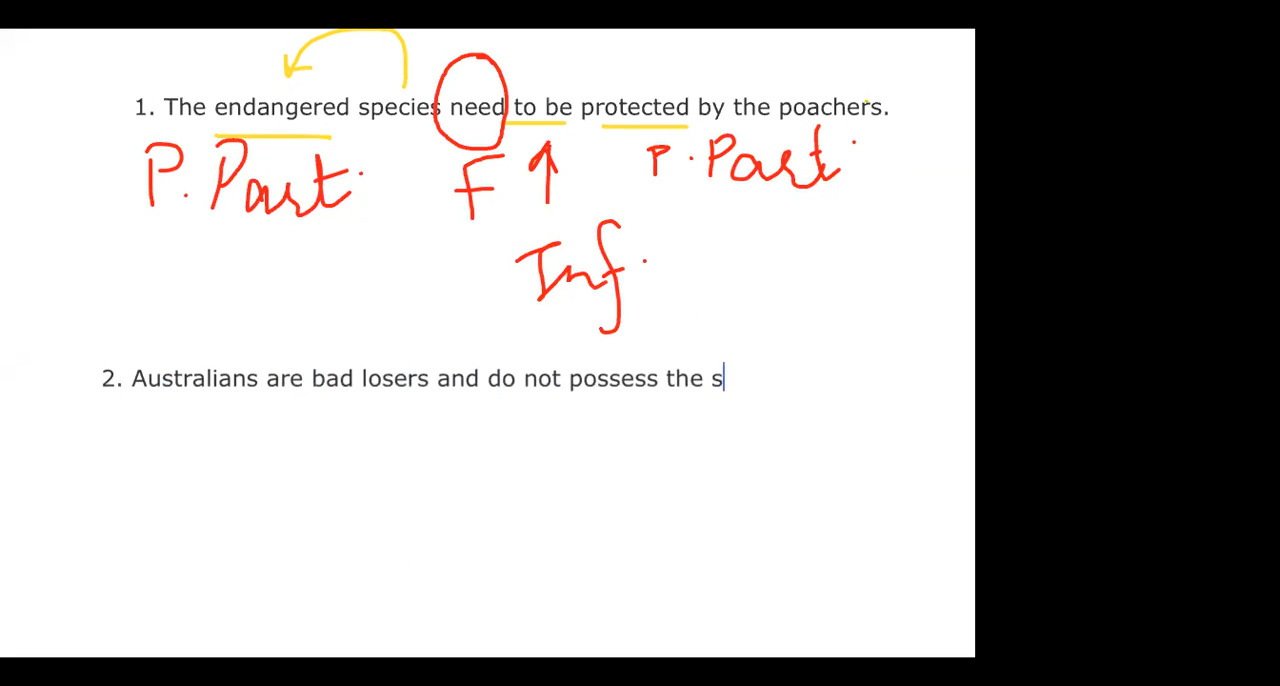 1. The endangered species need to be protected by the poachers.
P. Part. F P. Part.
Inf.
2. Australians are bad losers and do not possess the s